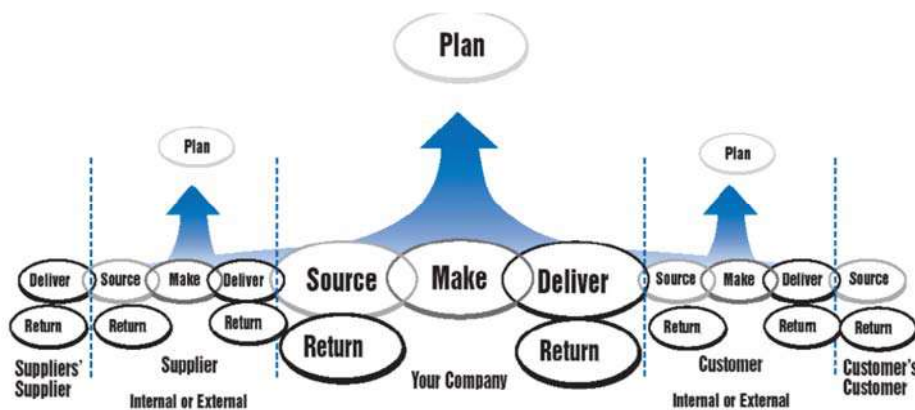 Plan
Plan
Plan
Deliver
Source
Make
Deliver
Source
Make
Deliver
Source
Make
Deliver
Source
Return
Return
Return
Return
Return
Return
Return
Return
Suppliers'
Supplier
Supplier
Internal or External
Your Company
Customer
Internal or External
Customer's
Customer